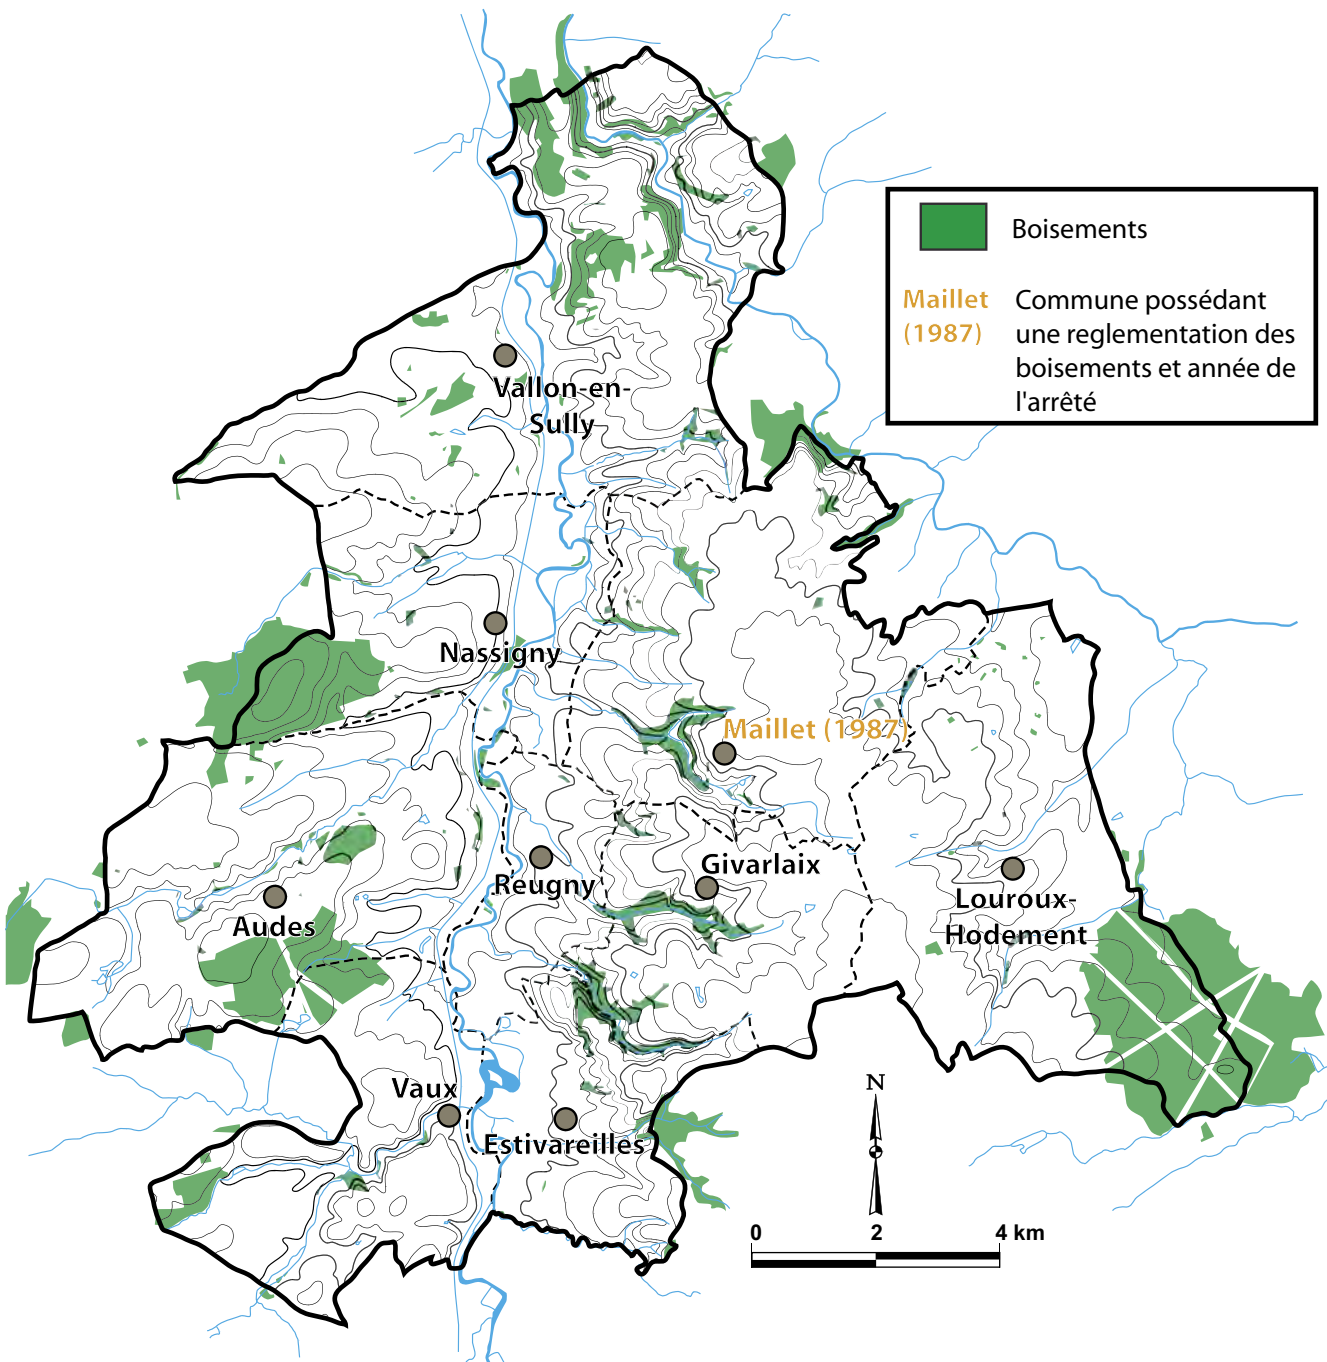 Boisements
Maillet
(1987)
Commune possédant
une reglementation des
boisements et année de
l'arrêté
Vallon-en-
Sully
Nassigny
Maillet (1987)
Givarlaix
Reugny
Louroux-
Hodement
Audes
Vaux
Estivareilles
N
0 2 4 km